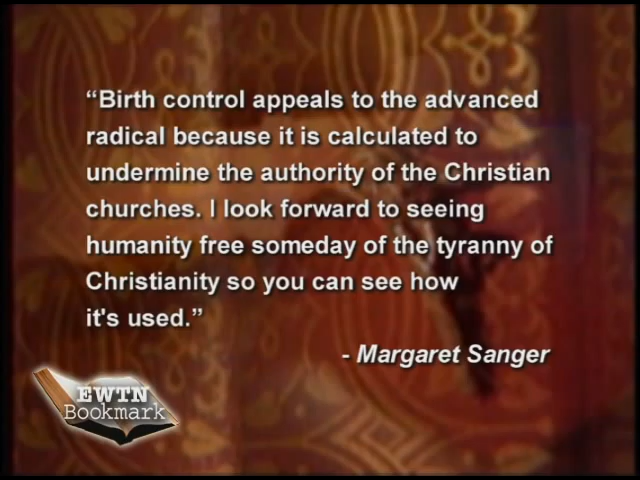 “Birth control appeals to the advanced
radical because it is calculated to
undermine the authority of the Christian
churches. I look forward to seeing
humanity free someday of the tyranny of
Christianity so you can see how
it's used.”
- Margaret Sanger
EWTN
Bookmark